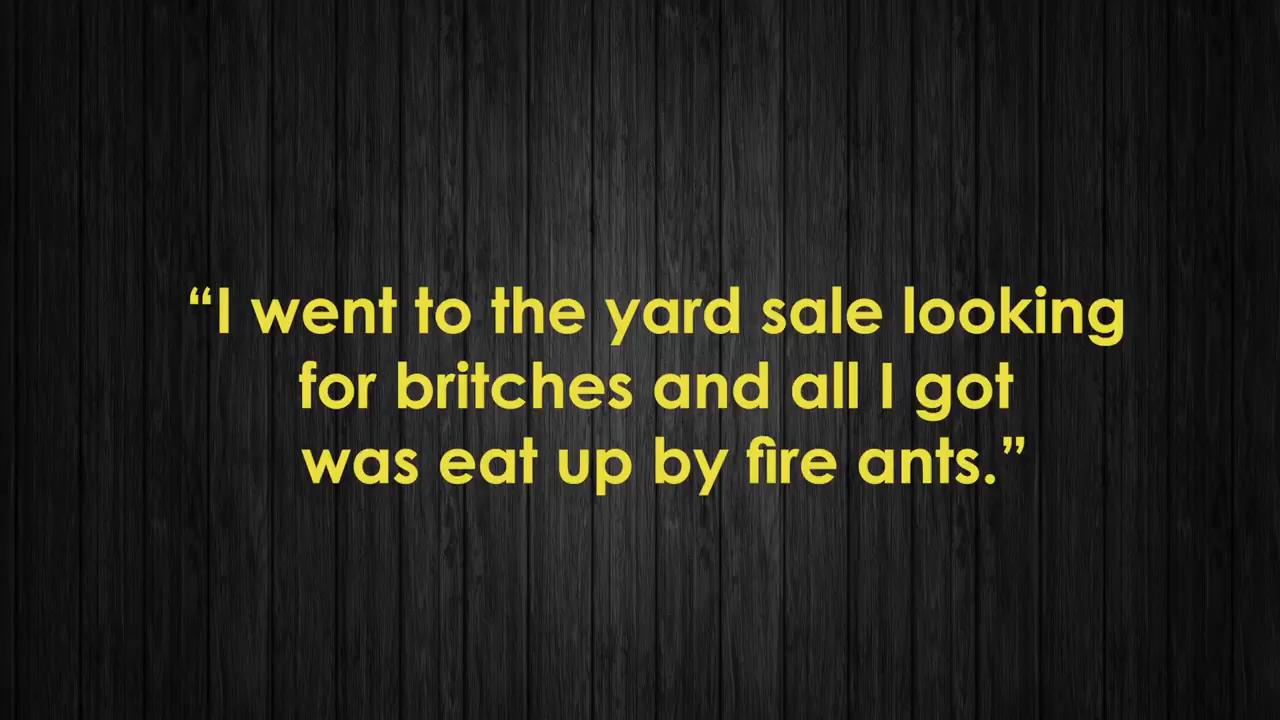 “I went to the yard sale looking
for britches and all I got
was eat up by fire ants.”